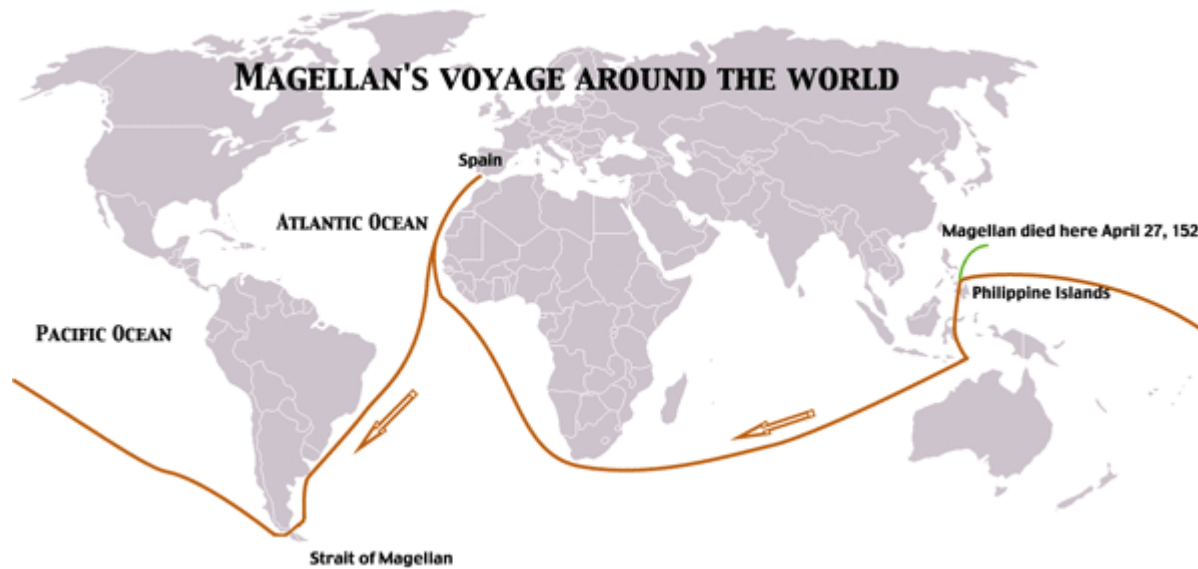 MAGELLAN'S VOYAGE AROUND THE WORLD
Spain
ATLANTIC OCEAN
Magellan died here April 27, 152
Philippine Islands
PACIFIC OCEAN
Strait of Magellan